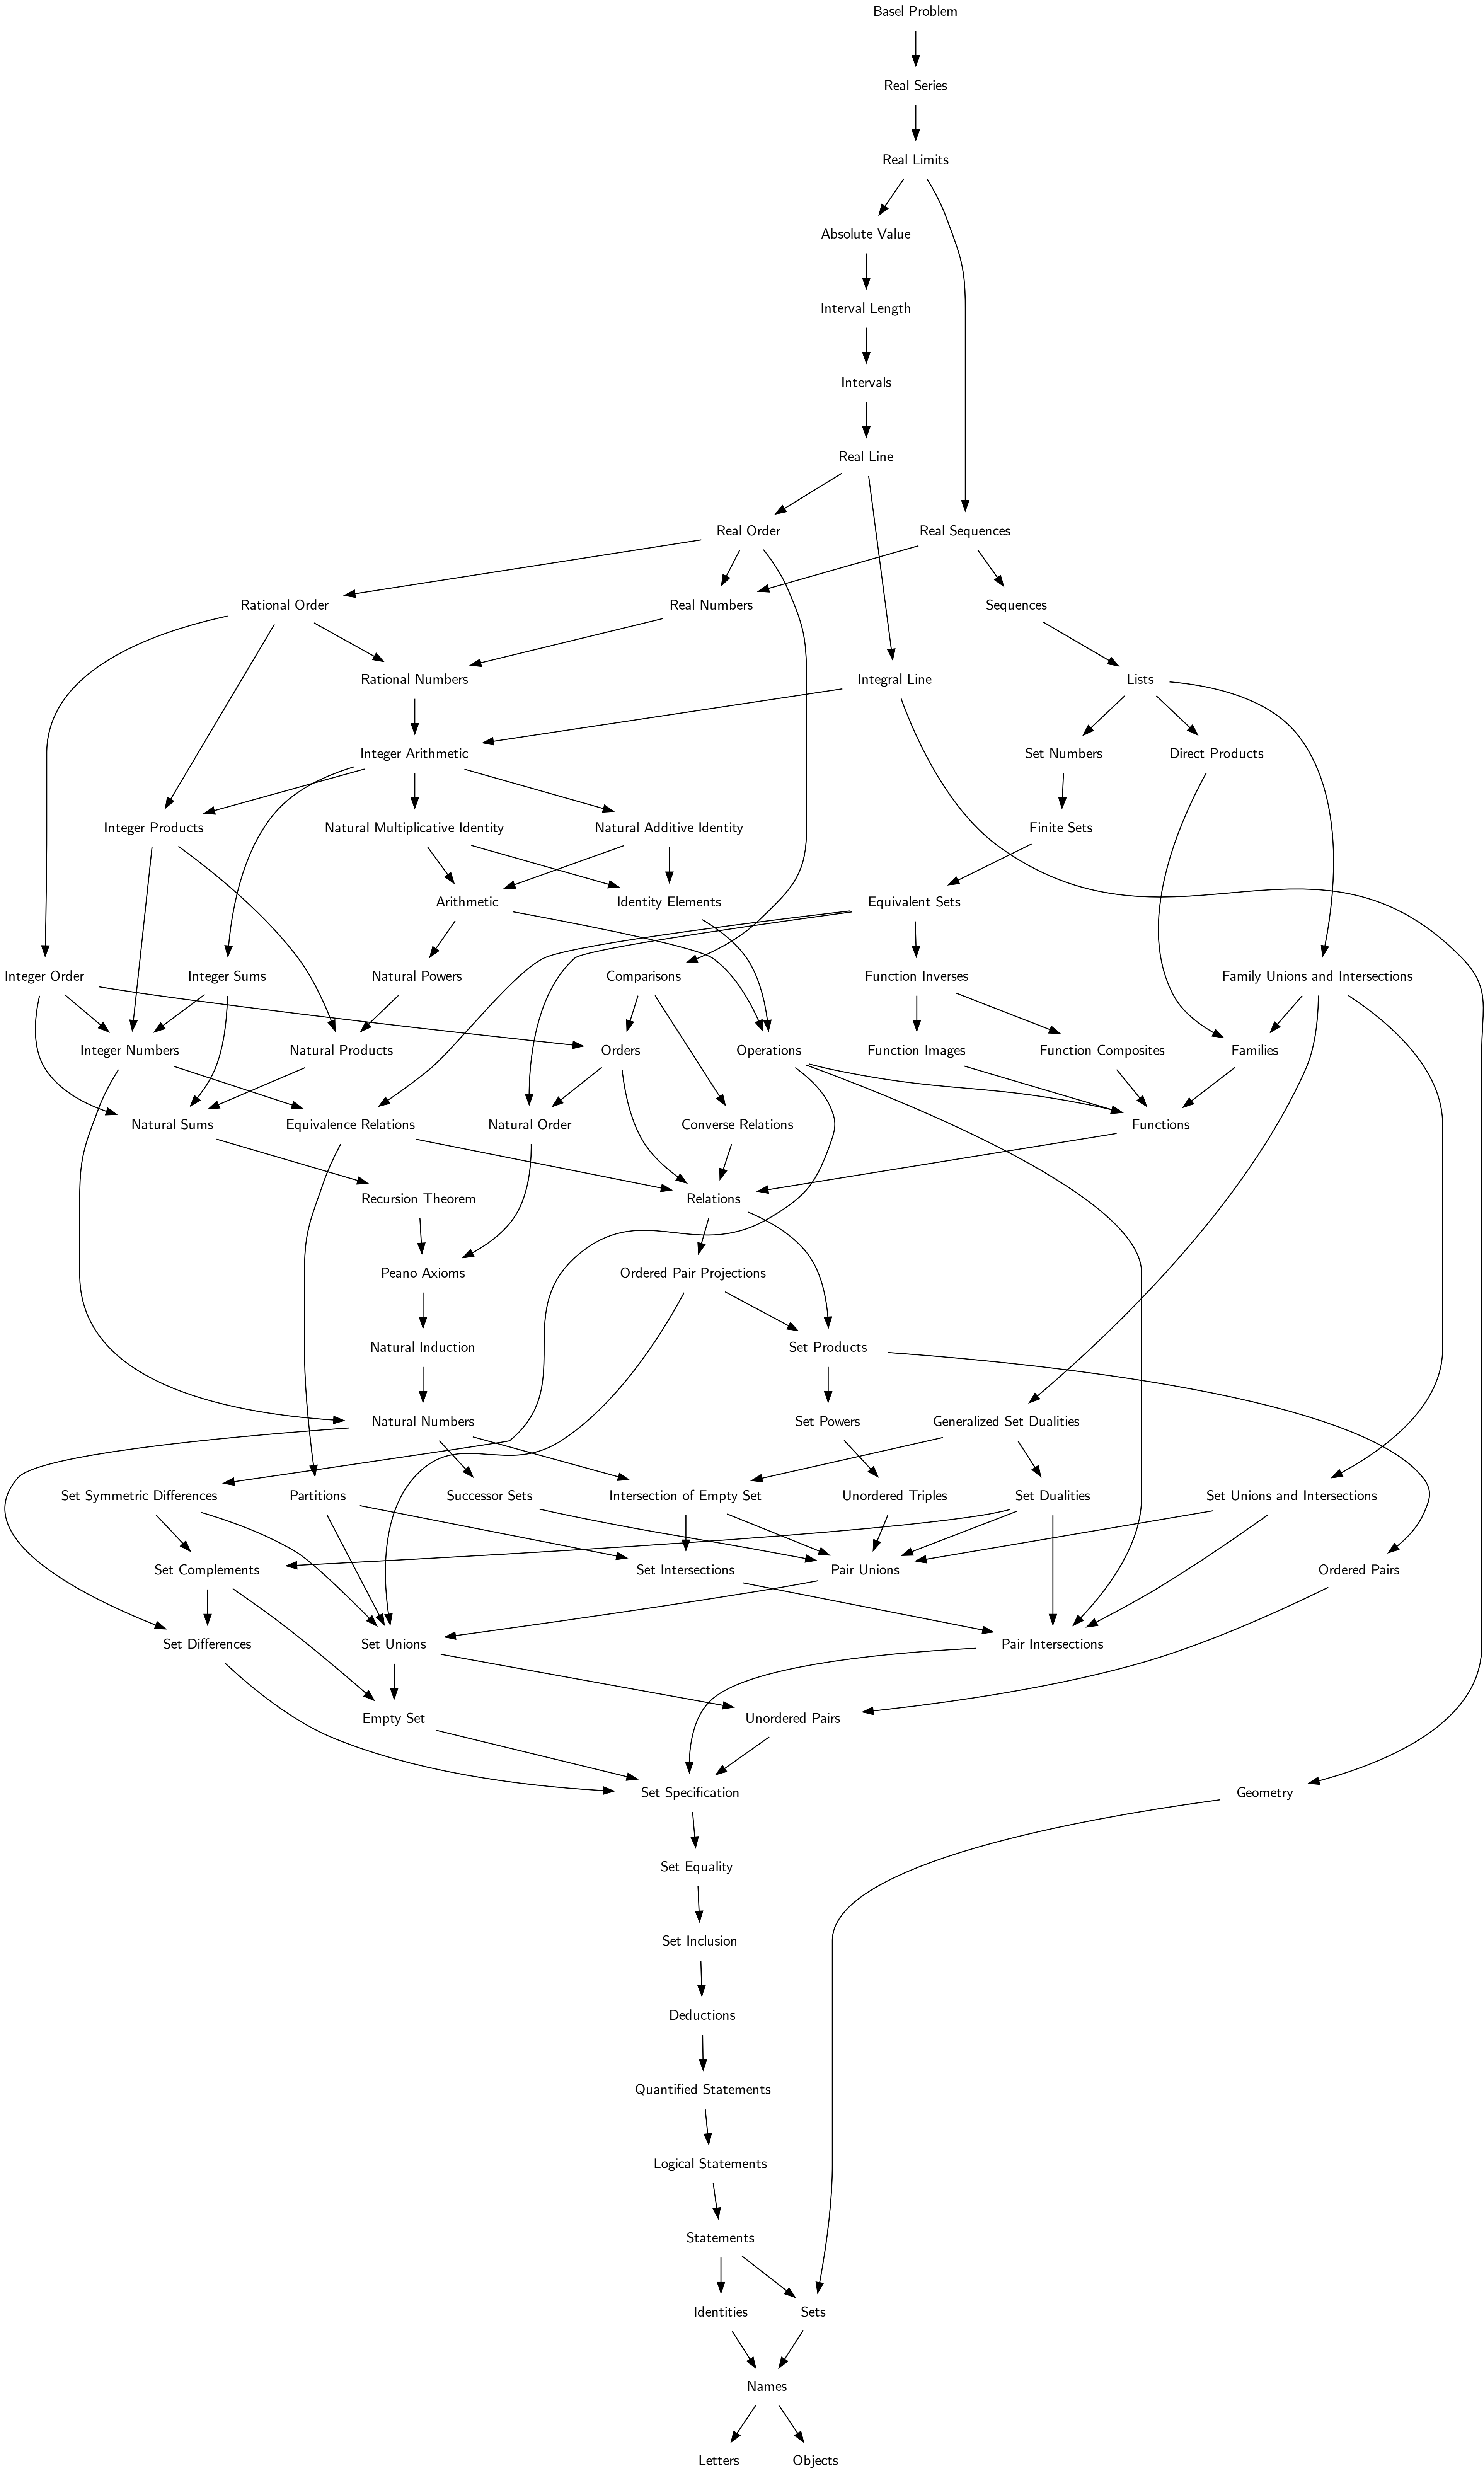 Basel Problem
Real Series
Real Limits
Absolute Value
Interval Length
Intervals
Real Line
Real Order
Real Sequences
Rational Order
Real Numbers
Sequences
Rational Numbers
Integral Line
Lists
Integer Arithmetic
Set Numbers
Direct Products
Integer Products
Natural Multiplicative Identity
Natural Additive Identity
Finite Sets
Arithmetic
Identity Elements
Equivalent Sets
Integer Order
Integer Sums
Natural Powers
Comparisons
Function Inverses
Family Unions and Intersections
Integer Numbers
Natural Products
Orders
Operations
Function Images
Function Composites
Families
Natural Sums
Equivalence Relations
Natural Order
Converse Relations
Functions
Recursion Theorem
Relations
Peano Axioms
Ordered Pair Projections
Natural Induction
Set Products
Natural Numbers
Set Powers
Generalized Set Dualities
Set Symmetric Differences
Partitions
Successor Sets
Intersection of Empty Set
Unordered Triples
Set Dualities
Set Unions and Intersections
Set Complements
Set Intersections
Pair Unions
Ordered Pairs
Set Differences
Set Unions
Pair Intersections
Empty Set
Unordered Pairs
Set Specification
Geometry
Set Equality
Set Inclusion
Deductions
Quantified Statements
Logical Statements
Statements
Identities
Sets
Names
Letters
Objects